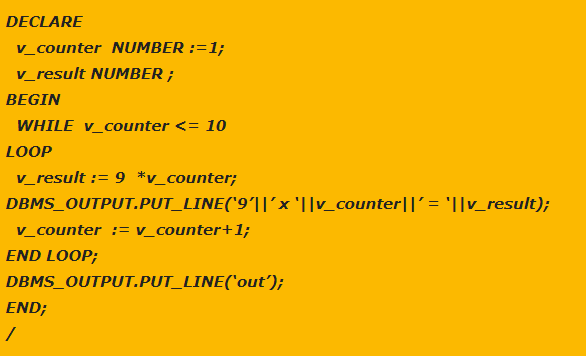 DECLARE
v_counter NUMBER :=1;
v_result NUMBER ;
BEGIN
WHILE v_counter <= 10
LOOP
v_result := 9 *v_counter;
DBMS_OUTPUT.PUT_LINE(‘9’||’ x ‘||v_counter||’ = ‘||v_result);
v_counter := v_counter+1;
END LOOP;
DBMS_OUTPUT.PUT_LINE(‘out’);
END;
/